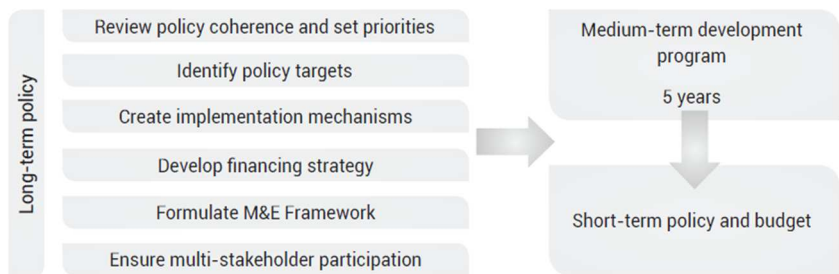 Long-term policy
Review policy coherence and set priorities
Identify policy targets
Create implementation mechanisms
Develop financing strategy
Formulate M&E Framework
Ensure multi-stakeholder participation
Medium-term development
program
5 years
Short-term policy and budget